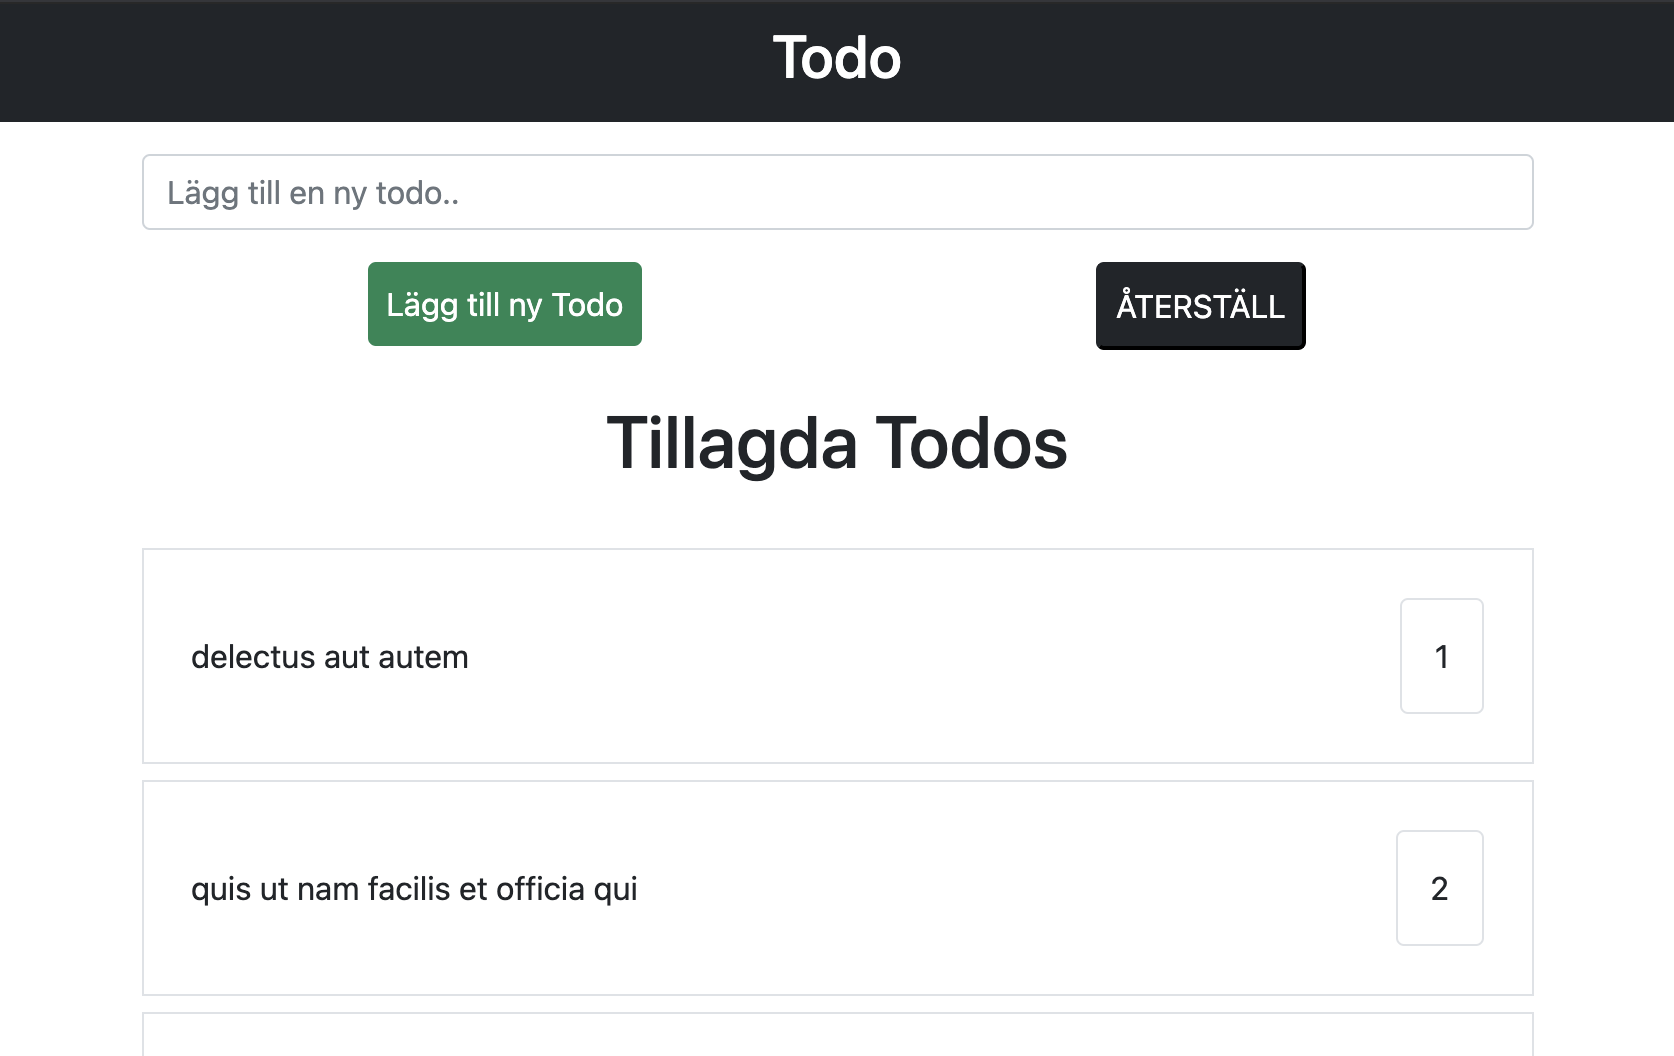 Todo
Lägg till en ny todo..
Lägg till ny Todo
ÅTERSTÄLL
Tillagda Todos
delectus aut autem
1
quis ut nam facilis et officia qui
2